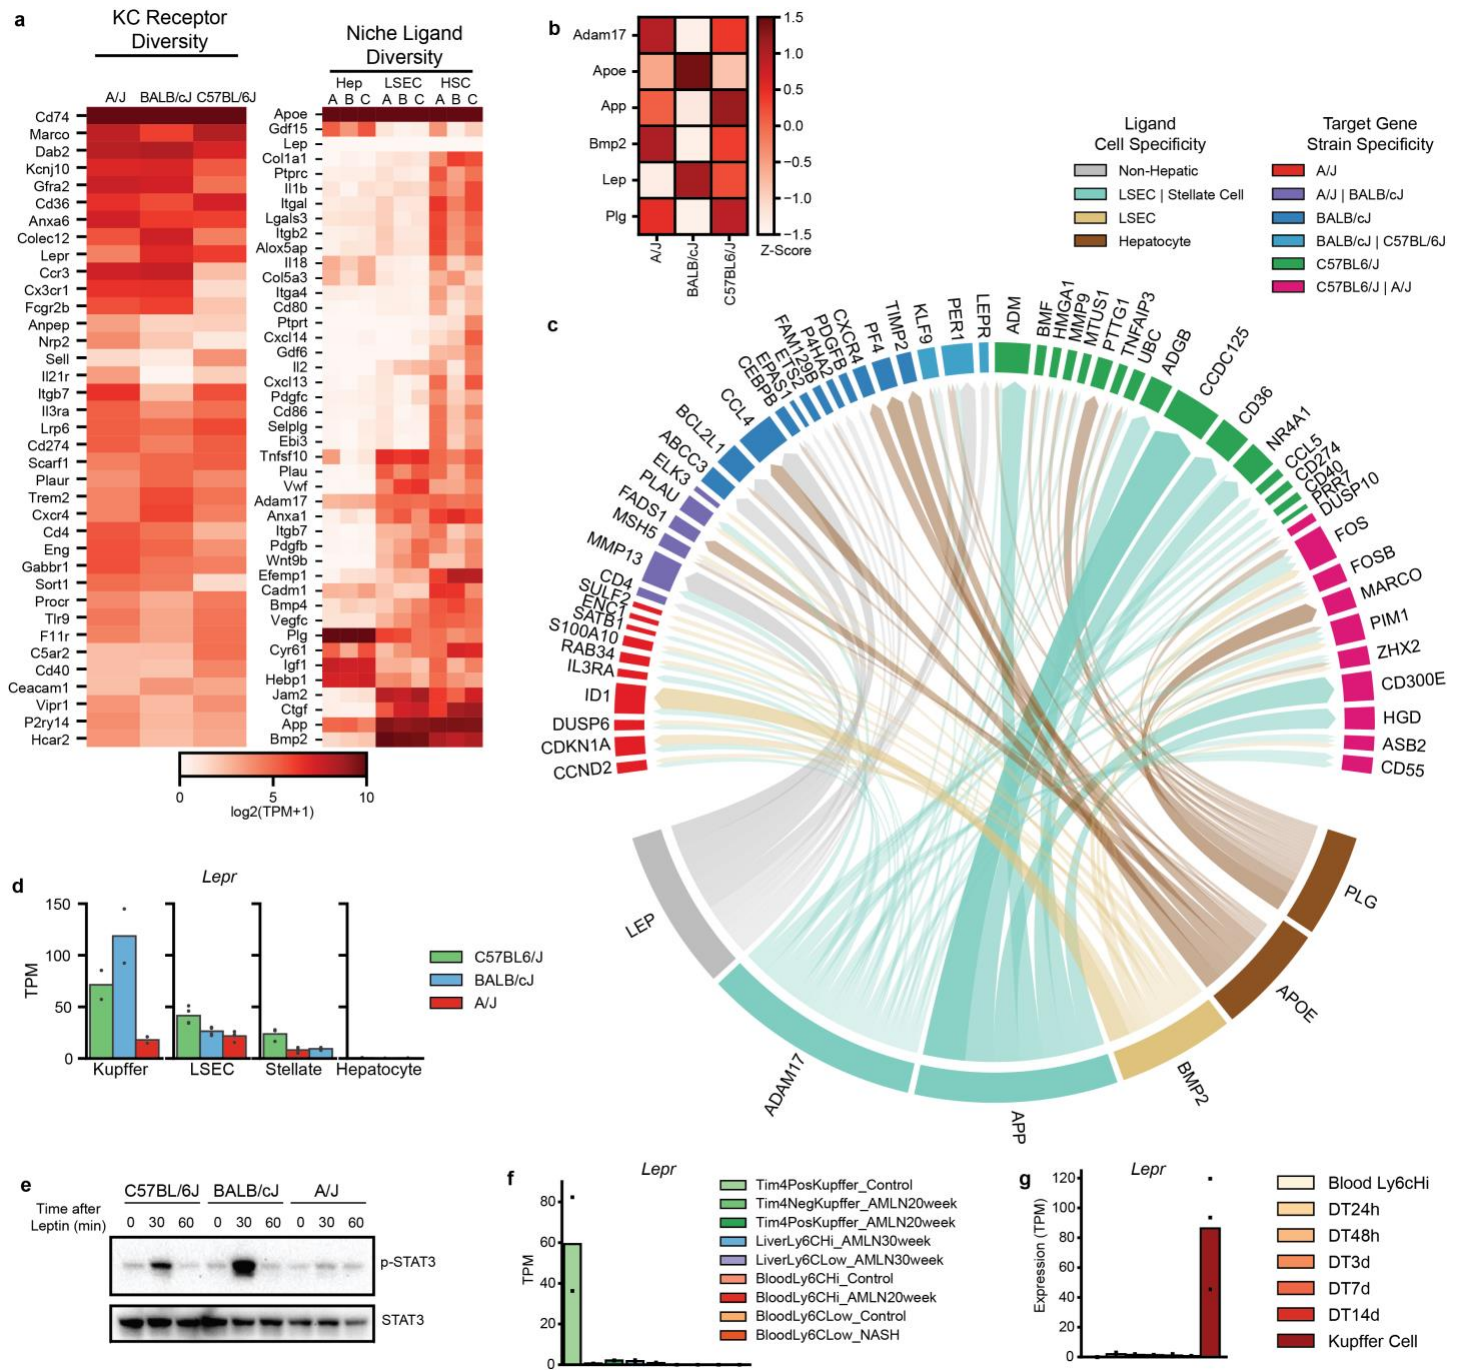 a
KC Receptor
Diversity
A/J BALB/cJ C57BL/6J
Cd74
Marco
Dab2
Kcnj10
Gfra2
Cd36
Anxa6
Colec12
Lepr
Ccr3
Cx3cr1
Fcgr2b
Anpep
Nrp2
Sell
Il21r
Itgb7
Il3ra
Lrp6
Cd274
Scarf1
Plaur
Trem2
Cxcr4
Cd4
Eng
Gabbr1
Sort1
Procr
Tlr9
F11r
C5ar2
Cd40
Ceacam1
Vipr1
P2ry14
Hcar2
Niche Ligand
Diversity
Hep LSEC HSC
A B C A B C A B C
Apoe
Gdf15
Lep
Col1a1
Ptprc
Il1b
Itgal
Lgals3
Itgb2
Alox5ap
Il18
Col5a3
Itga4
Cd80
Ptprt
Cxcl14
Gdf6
Il2
Cxcl13
Pdgfc
Cd86
Selplg
Ebi3
Tnfsf10
Plau
Vwf
Adam17
Anxa1
Itgb7
Pdgfb
Wnt9b
Efemp1
Cadm1
Bmp4
Vegfc
Plg
Cyr61
Igf1
Hebp1
Jam2
Ctgf
App
Bmp2
0 5 10
log2(TPM+1)
b
Adam17
Apoe
App
Bmp2
Lep
Plg
A/J
BALB/cJ
C57BL6/J
1.5
1.0
0.5
0.0
−0.5
−1.0
−1.5
Z-Score
Ligand
Cell Specificity
Non-Hepatic
LSEC | Stellate Cell
LSEC
Hepatocyte
Target Gene
Strain Specificity
A/J
A/J | BALB/cJ
BALB/cJ
BALB/cJ | C57BL/6J
C57BL6/J
C57BL6/J | A/J
c
CCND2
CDKN1A
DUSP6
ID1
IL3RA
RAB34
S100A10
SATB1
ENC1
SULF2
CD4
MMP13
MSH5
FADS1
PLAU
ELK3
ABCC3
BCL2L1
CCL4
CEBPB
EPAS1
ETS2
FAM129B
P4HA2
PDGFB
CXCR4
PF4
TIMP2
KLF9
PER1
LEPR
ADM
BMF
HMGA1
MMP9
MTUS1
PTTG1
TNFAIP3
UBC
ADGB
CCDC125
CD36
NR4A1
CCL5
CD274
CD40
PRR7
DUSP10
FOS
FOSB
MARCO
PIM1
ZHX2
CD300E
HGD
ASB2
CD55
PLG
APOE
BMP2
APP
ADAM17
LEP
d
Lepr
TPM
150
100
50
0
Kupffer LSEC Stellate Hepatocyte
C57BL6/J
BALB/cJ
A/J
e
C57BL/6J BALB/cJ A/J
Time after
Leptin (min)
0 30 60 0 30 60 0 30 60
p-STAT3
STAT3
f
Lepr
TPM
80
60
40
20
0
Tim4PosKupffer_Control
Tim4NegKupffer_AMLN20week
Tim4PosKupffer_AMLN20week
LiverLy6CHi_AMLN30week
LiverLy6CLow_AMLN30week
BloodLy6CHi_Control
BloodLy6CHi_AMLN20week
BloodLy6CLow_Control
BloodLy6CLow_NASH
g
Lepr
Expression (TPM)
120
100
80
60
40
20
0
Blood Ly6cHi
DT24h
DT48h
DT3d
DT7d
DT14d
Kupffer Cell